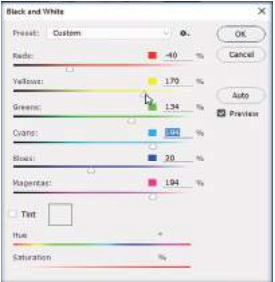 Black and White
Preset: Custom
OK
Reds: -40 %
Cancel
Yellows: 170 %
Auto
Greens: 134 %
Preview
Cyans: 194 %
Blues: 20 %
Magentas: 194 %
Tint
Hue °
Saturation %